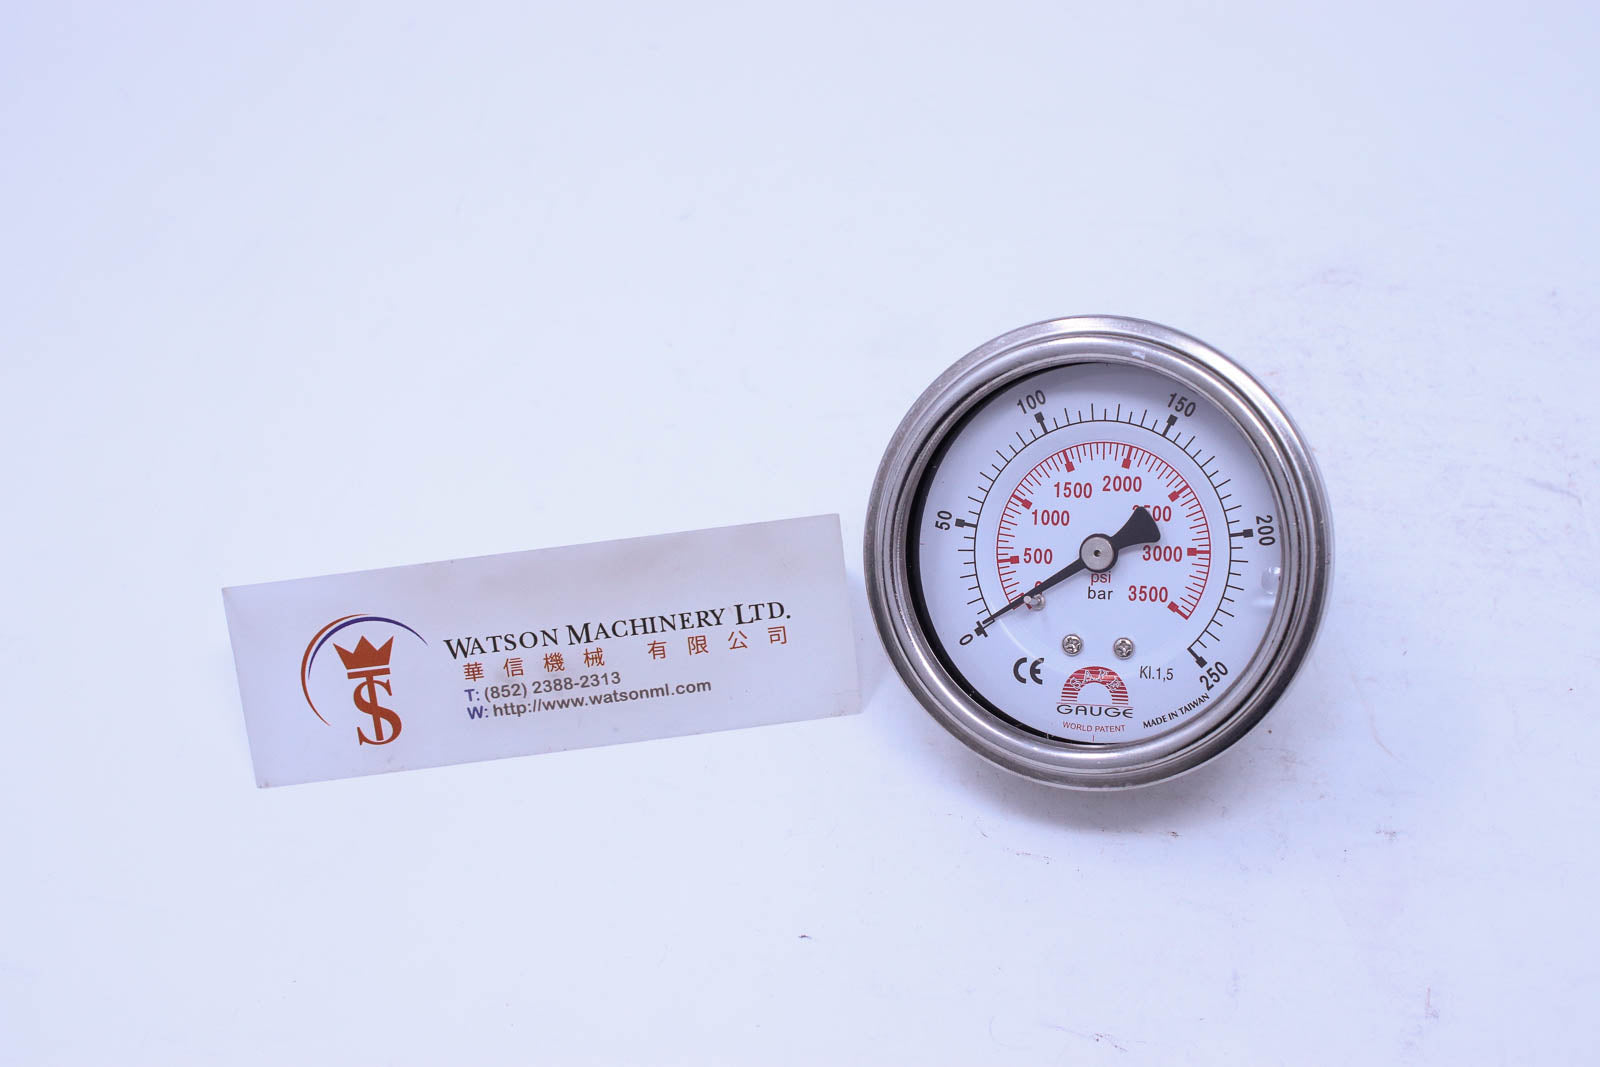 WATSON MACHINERY LTD.
華信機械 有限公司
T: (852) 2388-2313
W: http://www.watsonml.com
TS
0
50
100
150
200
250
500
1000
1500
2000
3000
3500
psi
bar
CE
Kl.1,5
GAUGE
WORLD PATENT
MADE IN TAIWAN